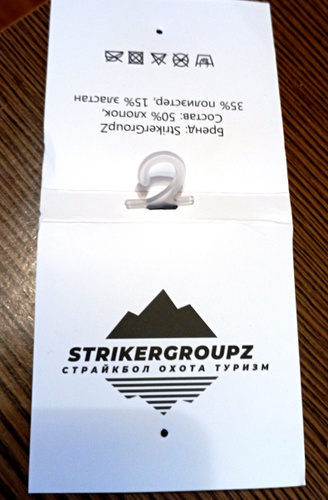 Бренд: StrikerGroupZ
Состав: 50% хлопок,
35% полиэстер, 15% эластан
STRIKERGROUPZ
СТРАЙКБОЛ ОХОТА ТУРИЗМ